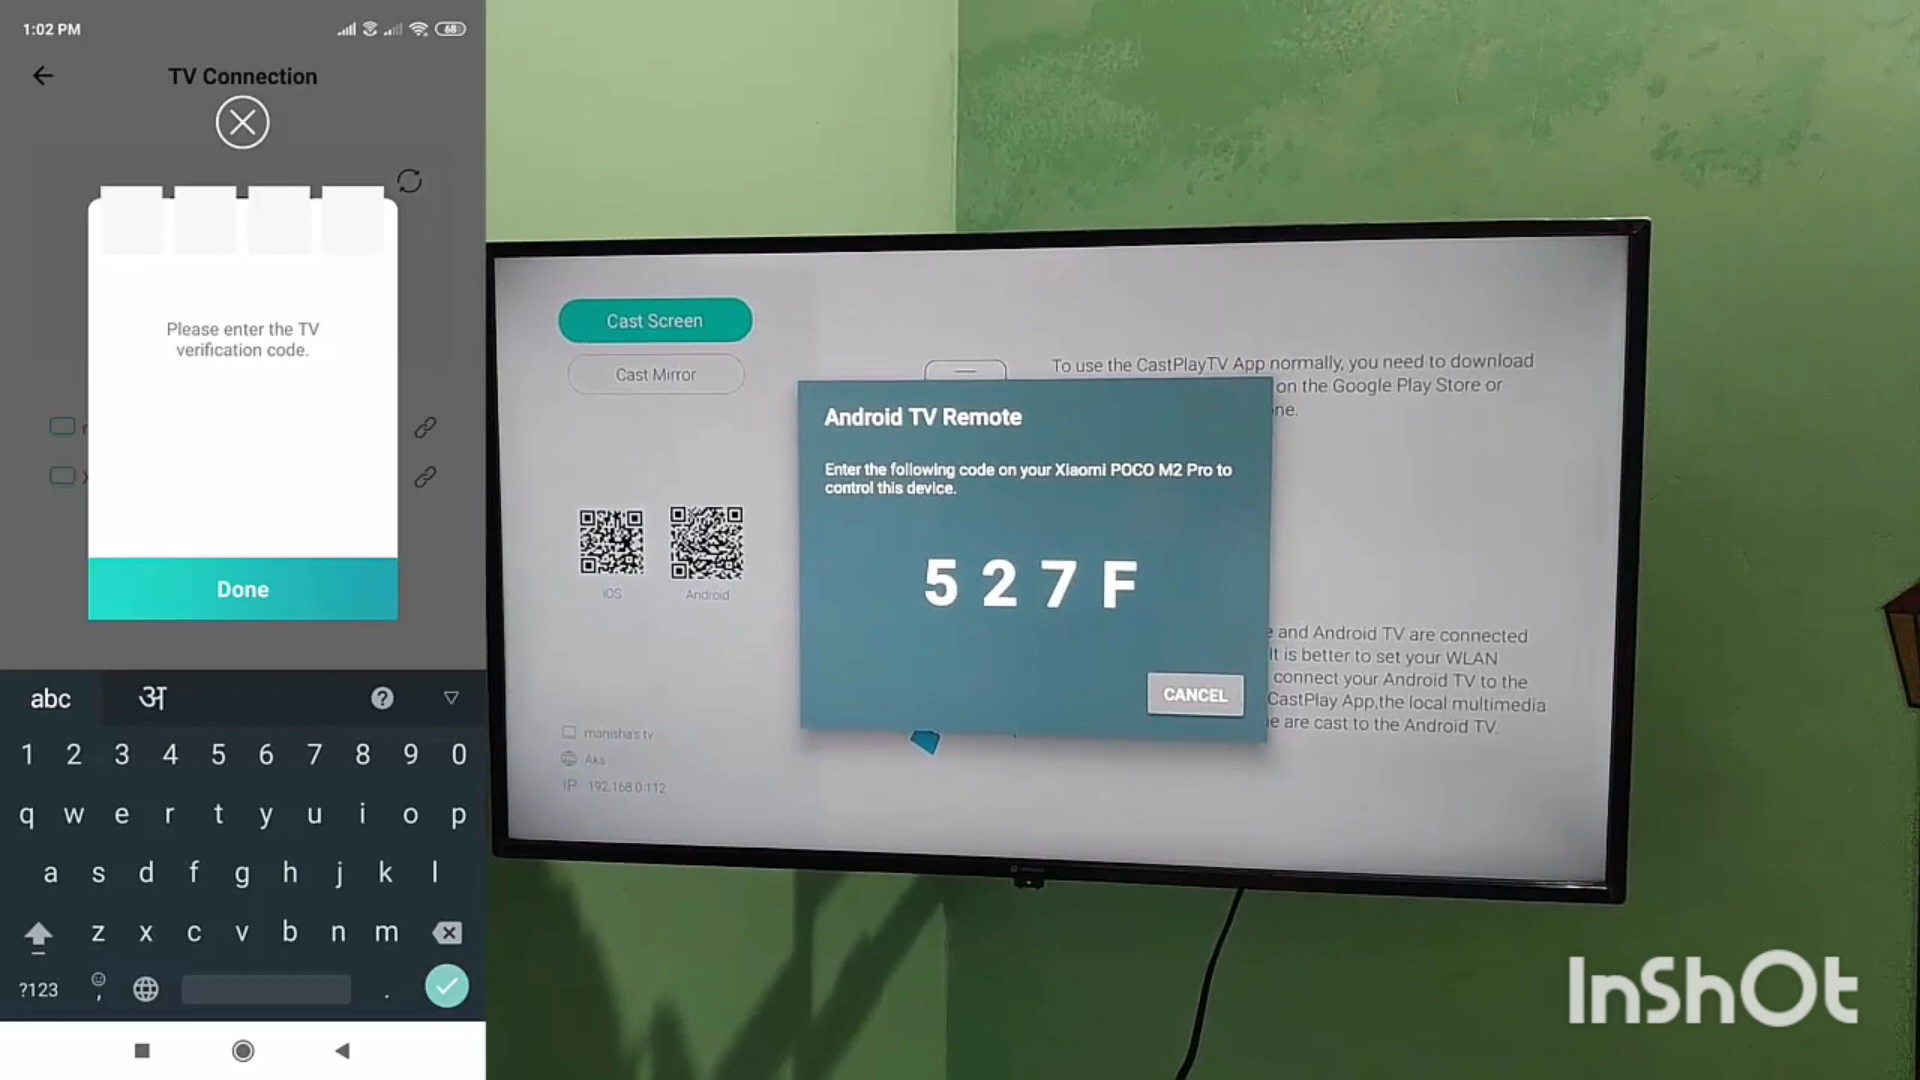 1:02 PM
68
TV Connection
Please enter the TV
verification code.
Done
abc
अ
?
1 2 3 4 5 6 7 8 9 0
q w e r t y u i o p
a s d f g h j k l
z x c v b n m
?123 , .
Cast Screen
Cast Mirror
iOS
Android
manisha's tv
Aks
IP 192.168.0.112
To use the CastPlayTV App normally, you need to download
on the Google Play Store or
ne.
Android TV Remote
Enter the following code on your Xiaomi POCO M2 Pro to
control this device.
5 2 7 F
CANCEL
e and Android TV are connected
It is better to set your WLAN
connect your Android TV to the
CastPlay App,the local multimedia
e are cast to the Android TV.
InShOt